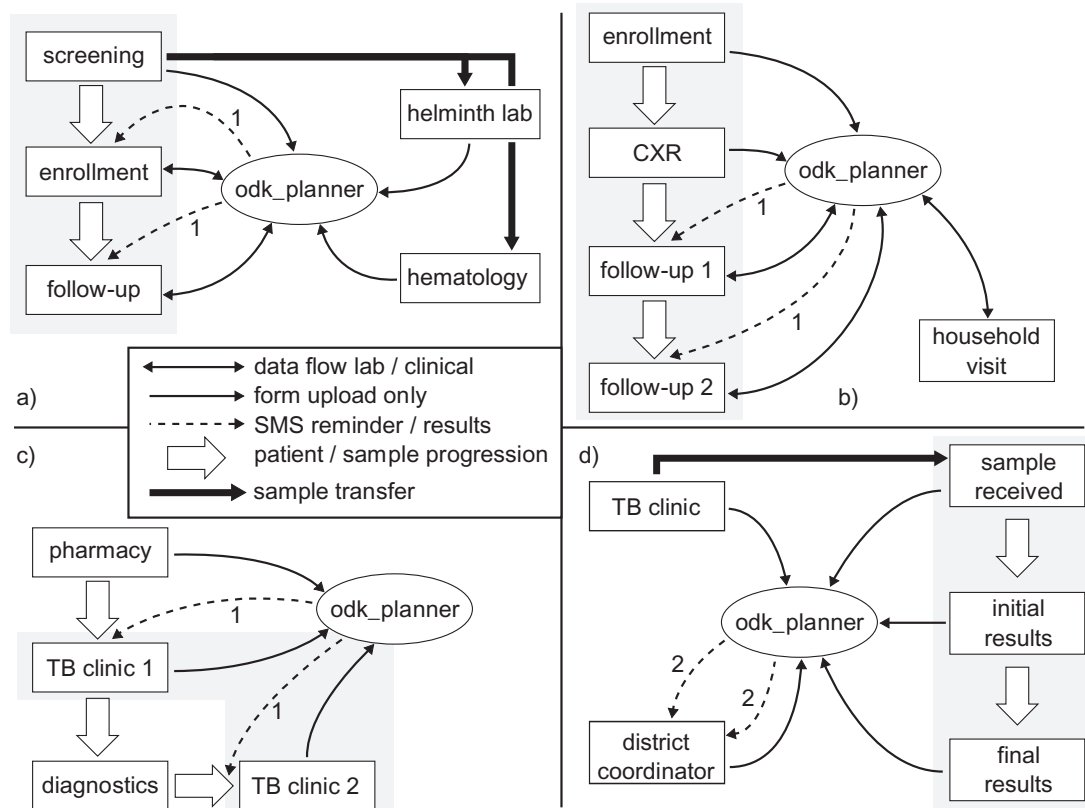 screening
helminth lab
1
enrollment
odk_planner
1
follow-up
hematology
a)
enrollment
CXR
odk_planner
1
follow-up 1
1
household
visit
follow-up 2
b)
data flow lab / clinical
form upload only
SMS reminder / results
patient / sample progression
sample transfer
c)
pharmacy
odk_planner
1
TB clinic 1
1
diagnostics
TB clinic 2
d)
sample
received
TB clinic
odk_planner
initial
results
2
2
district
coordinator
final
results